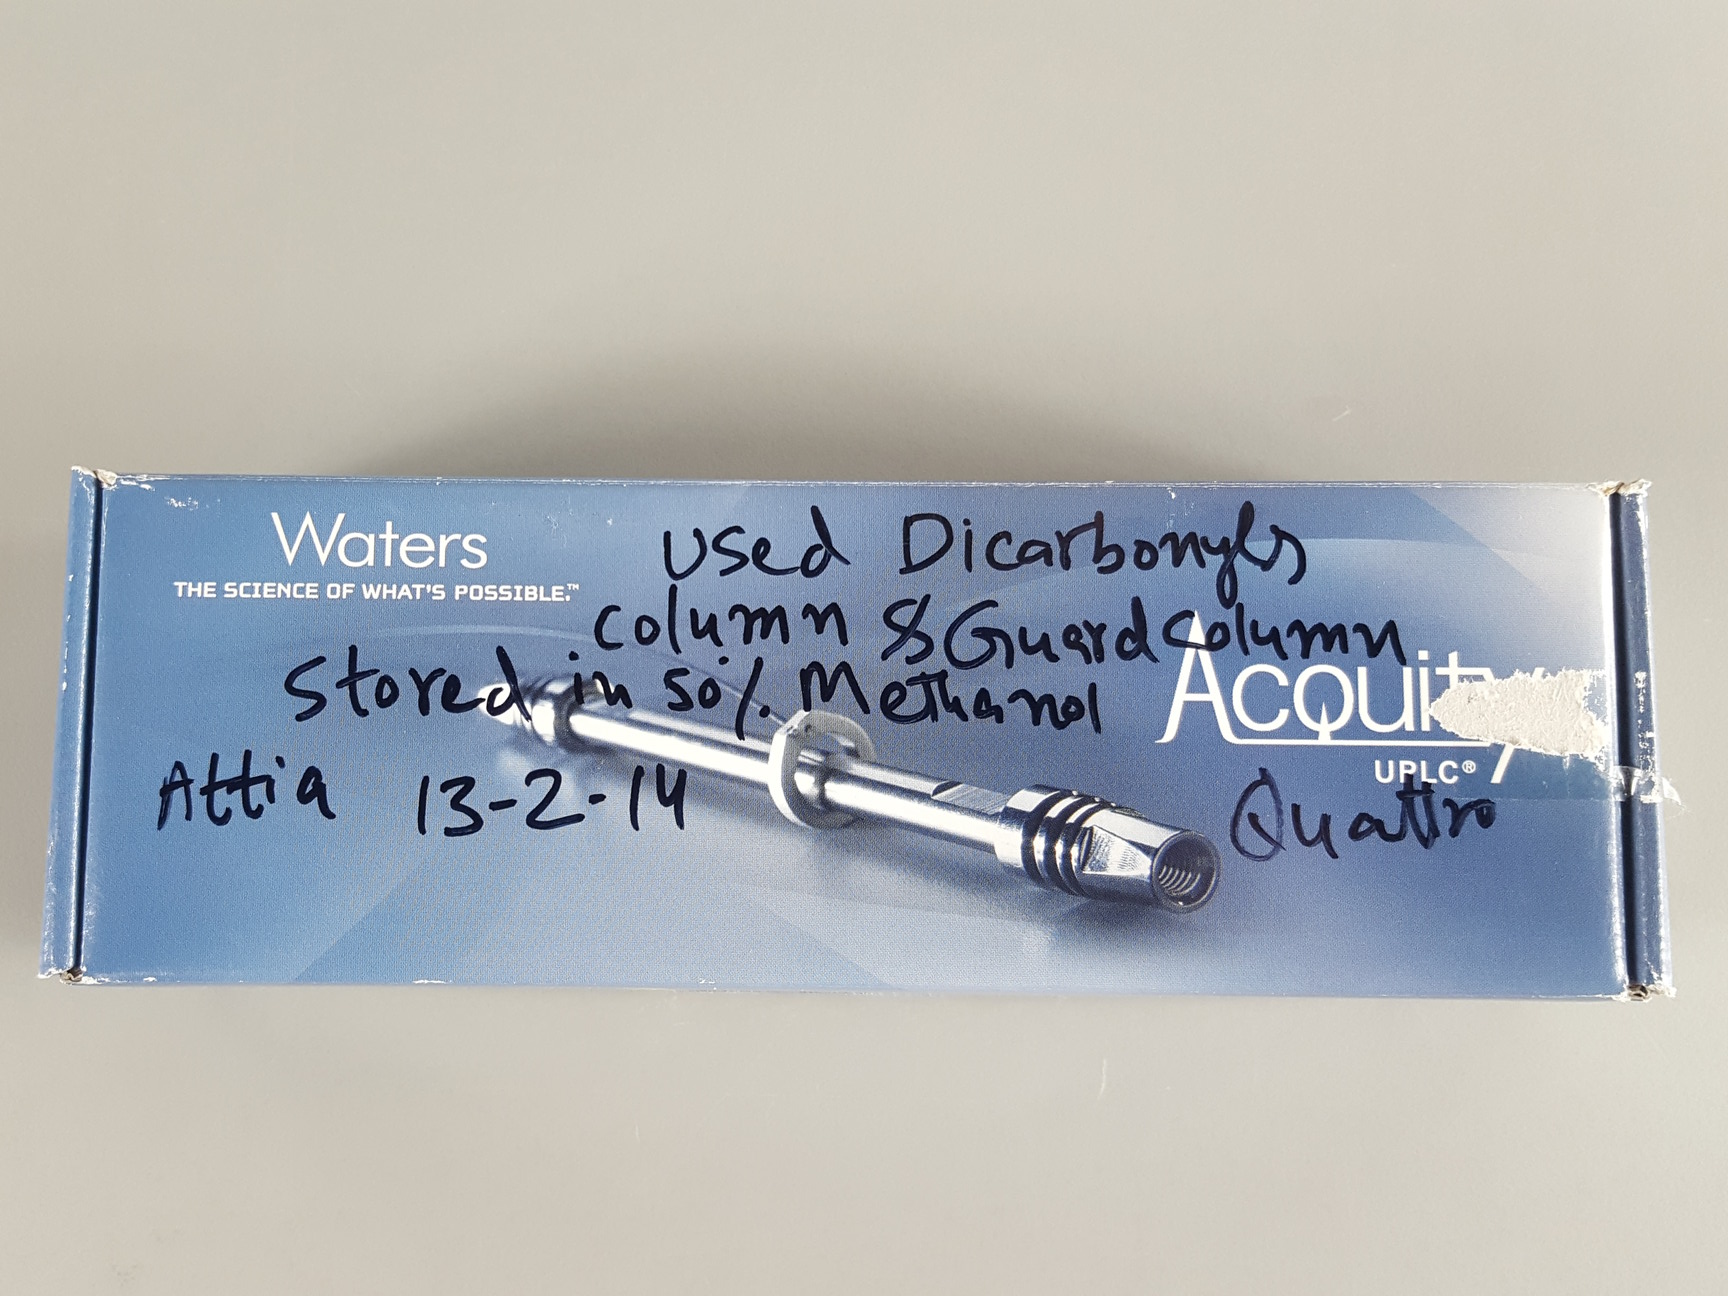 Waters
THE SCIENCE OF WHAT'S POSSIBLE.™
Used Dicarbonyls
column & Guard column
Stored in 50%. Methanol
Attia 13-2-14
Acquity
UPLC®
Quattro